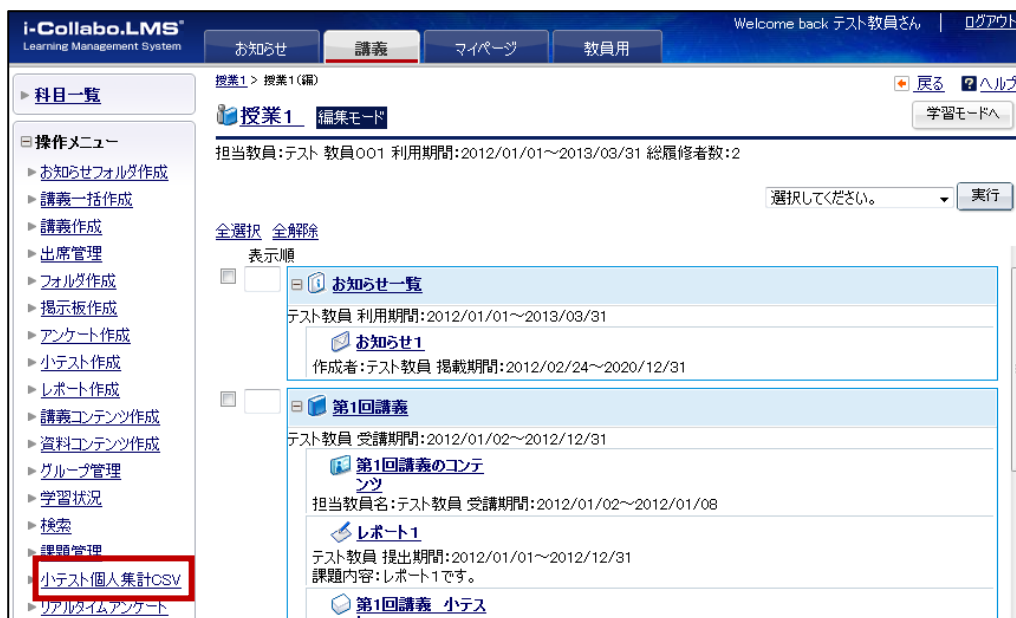 i-Collabo.LMS
Learning Management System
Welcome back テスト教員さん | ログアウト
お知らせ 講義 マイページ 教員用
科目一覧
操作メニュー
お知らせフォルダ作成
講義一括作成
講義作成
出席管理
フォルダ作成
掲示板作成
アンケート作成
小テスト作成
レポート作成
講義コンテンツ作成
資料コンテンツ作成
グループ管理
学習状況
検索
課題管理
小テスト個人集計CSV
リアルタイムアンケート
授業1 > 授業1(編)
戻る ヘルプ
授業1 編集モード
学習モードへ
担当教員:テスト 教員001 利用期間:2012/01/01~2013/03/31 総履修者数:2
選択してください。 実行
全選択 全解除
表示順
お知らせ一覧
テスト教員 利用期間:2012/01/01~2013/03/31
お知らせ1
作成者:テスト教員 掲載期間:2012/02/24~2020/12/31
第1回講義
テスト教員 受講期間:2012/01/02~2012/12/31
第1回講義のコンテ
ンツ
担当教員名:テスト教員 受講期間:2012/01/02~2012/01/08
レポート1
テスト教員 提出期間:2012/01/01~2012/12/31
課題内容:レポート1です。
第1回講義 小テス